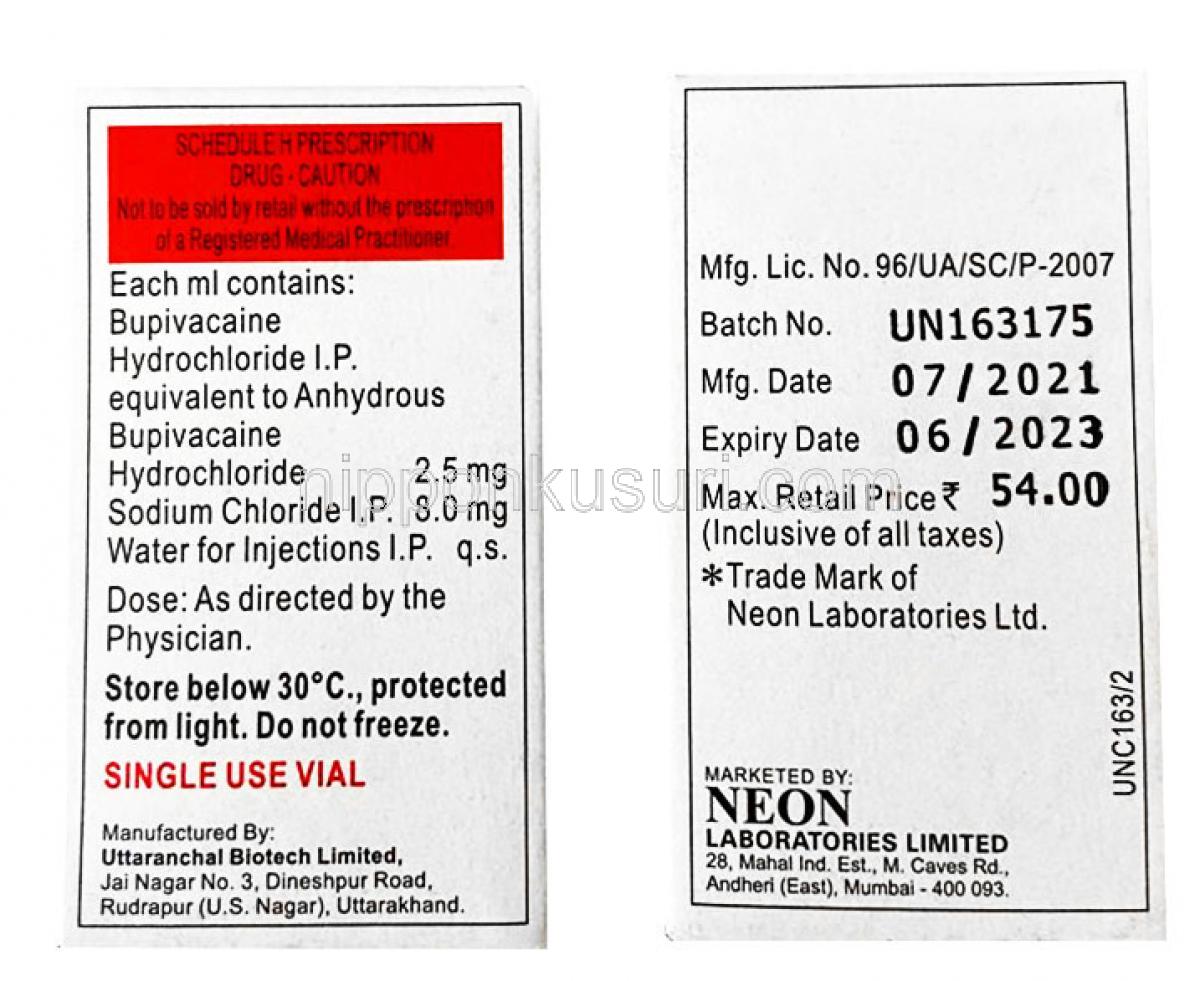 SCHEDULE H PRESCRIPTION
DRUG - CAUTION
Not to be sold by retail without the prescription
of a Registered Medical Practitioner.
Each ml contains:
Bupivacaine
Hydrochloride I.P.
equivalent to Anhydrous
Bupivacaine
Hydrochloride 2.5 mg
Sodium Chloride I.P. 8.0 mg
Water for Injections I.P. q.s.
Dose: As directed by the
Physician.
Store below 30°C., protected
from light. Do not freeze.
SINGLE USE VIAL
Manufactured By:
Uttaranchal Biotech Limited,
Jai Nagar No. 3, Dineshpur Road,
Rudrapur (U.S. Nagar), Uttarakhand.
Mfg. Lic. No. 96/UA/SC/P-2007
Batch No. UN163175
Mfg. Date 07/2021
Expiry Date 06/2023
Max. Retail Price ₹ 54.00
(Inclusive of all taxes)
*Trade Mark of
Neon Laboratories Ltd.
UNC163/2
MARKETED BY:
NEON
LABORATORIES LIMITED
28, Mahal Ind. Est., M. Caves Rd.,
Andheri (East), Mumbai - 400 093.
nipponkusuri.com